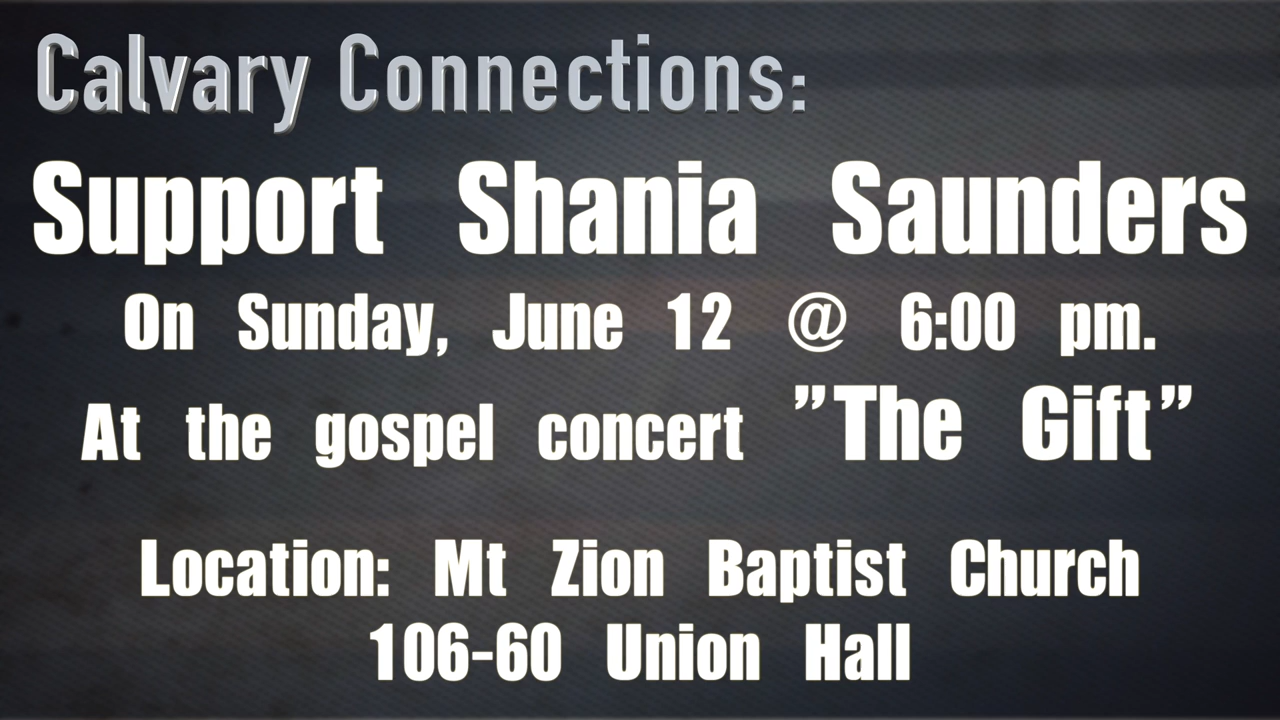 Calvary Connections:
Support Shania Saunders
On Sunday, June 12 @ 6:00 pm.
At the gospel concert ”The Gift”
Location: Mt Zion Baptist Church
106-60 Union Hall